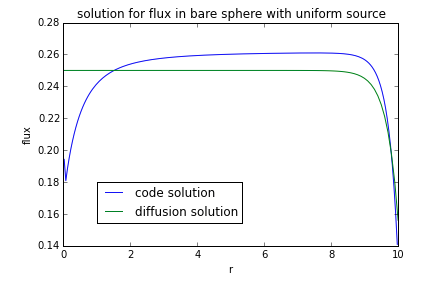 solution for flux in bare sphere with uniform source
0.28
0.26
0.24
0.22
0.20
0.18
0.16
0.14
flux
code solution
diffusion solution
0 2 4 6 8 10
r